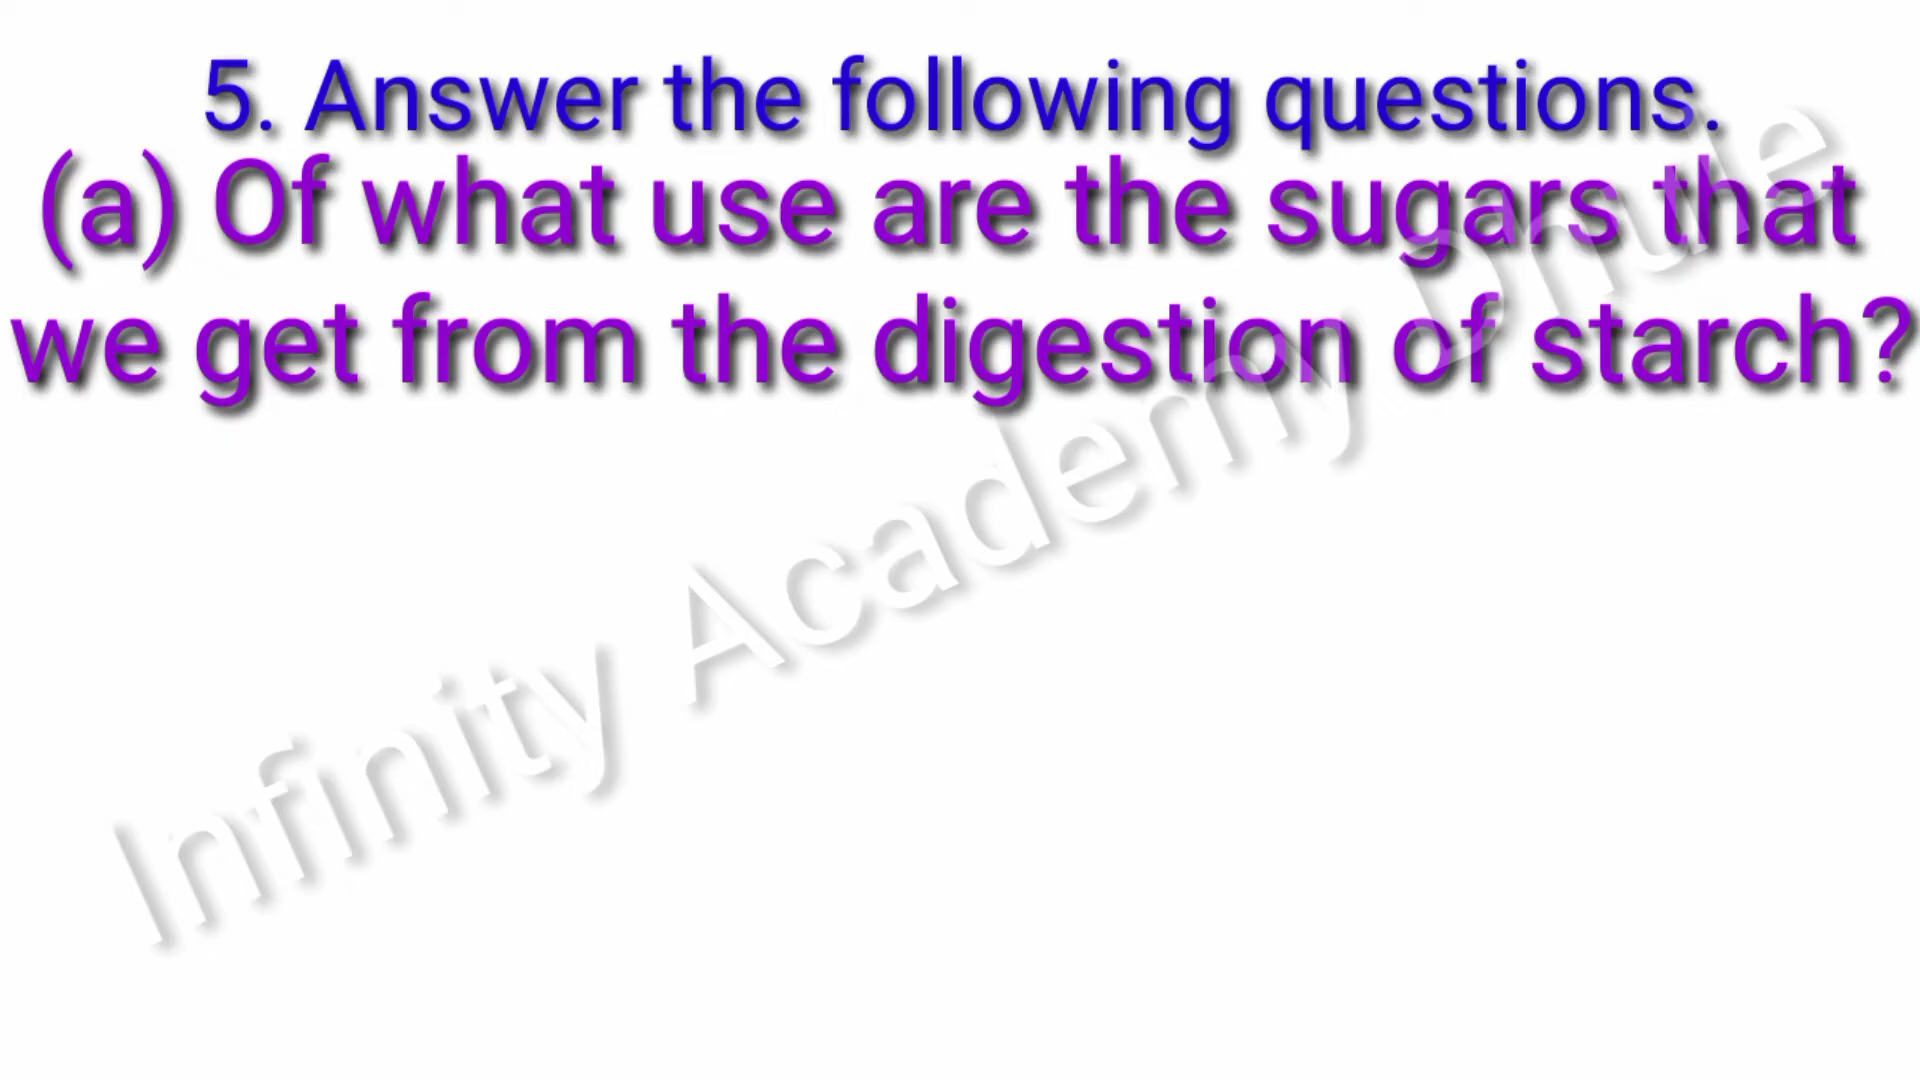 5. Answer the following questions.
(a) Of what use are the sugars that
we get from the digestion of starch?
Infinity Academy Dhule